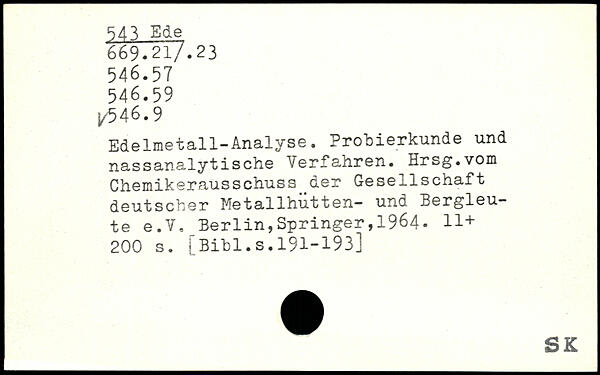 543 Ede
669.21/.23
546.57
546.59
√546.9
Edelmetall-Analyse. Probierkunde und
nassanalytische Verfahren. Hrsg.vom
Chemikerausschuss der Gesellschaft
deutscher Metallhütten- und Bergleu-
te e.V. Berlin,Springer,1964. 11+
200 s. [Bibl.s.191-193]
SK